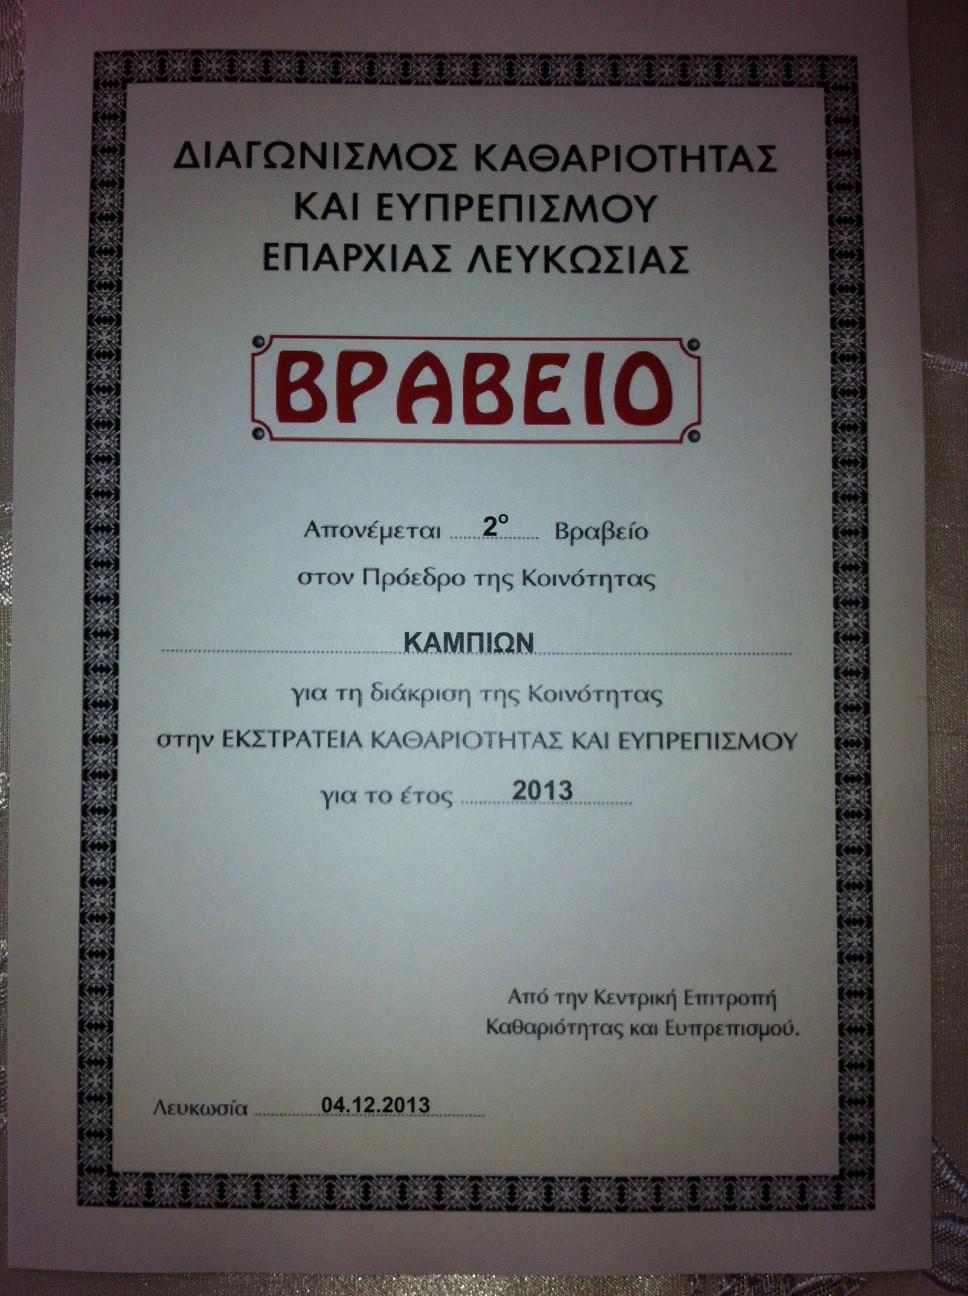 ΔΙΑΓΩΝΙΣΜΟΣ ΚΑΘΑΡΙΟΤΗΤΑΣ
ΚΑΙ ΕΥΠΡΕΠΙΣΜΟΥ
ΕΠΑΡΧΙΑΣ ΛΕΥΚΩΣΙΑΣ
ΒΡΑΒΕΙΟ
Απονέμεται 2ο Βραβείο
στον Πρόεδρο της Κοινότητας
ΚΑΜΠΙΩΝ
για τη διάκριση της Κοινότητας
στην ΕΚΣΤΡΑΤΕΙΑ ΚΑΘΑΡΙΟΤΗΤΑΣ ΚΑΙ ΕΥΠΡΕΠΙΣΜΟΥ
για το έτος 2013
Από την Κεντρική Επιτροπή
Καθαριότητας και Ευπρεπισμού.
Λευκωσία 04.12.2013